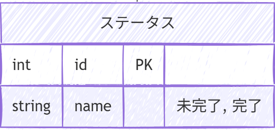 ステータス
int id PK
string name 未完了, 完了